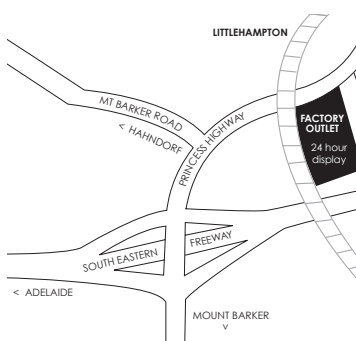 LITTLEHAMPTON
MT BARKER ROAD
< HAHNDORF
PRINCESS HIGHWAY
FACTORY
OUTLET
24 hour
display
SOUTH EASTERN FREEWAY
< ADELAIDE
MOUNT BARKER
v